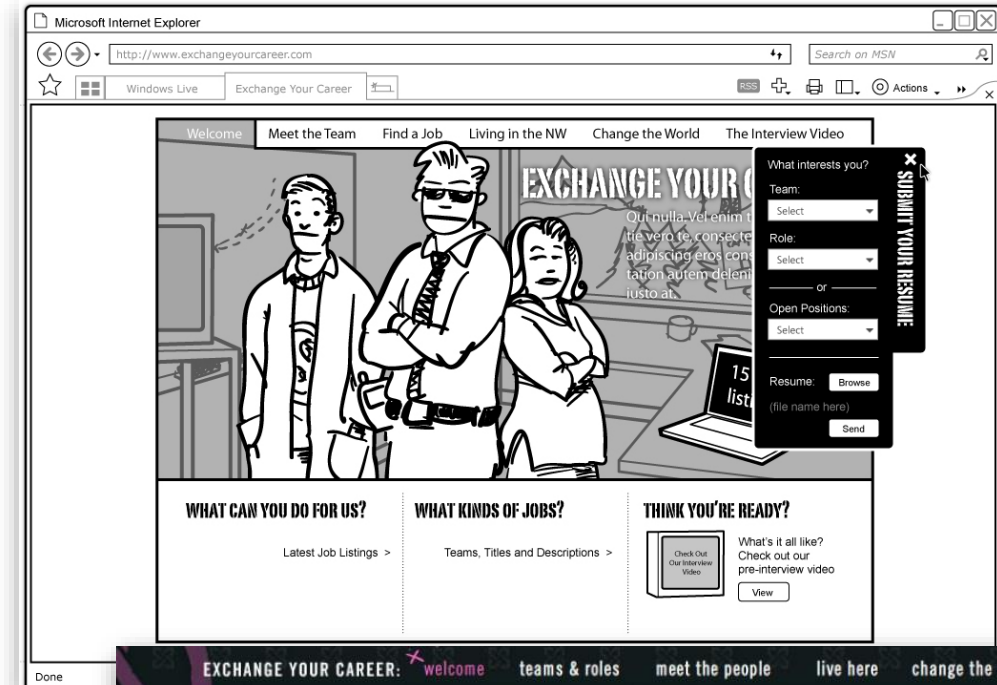 Microsoft Internet Explorer
http://www.exchangeyourcareer.com
Search on MSN
Windows Live
Exchange Your Career
RSS
Actions
Welcome
Meet the Team
Find a Job
Living in the NW
Change the World
The Interview Video
EXCHANGE YOUR
Qui nulla. Vel enim
tie vero te, consecte
adipiscing eros cons
tation autem deleni
iusto at.
15
list
What interests you?
Team:
Select
Role:
Select
or
Open Positions:
Select
Resume:
Browse
(file name here)
Send
SUBMIT YOUR RESUME
WHAT CAN YOU DO FOR US?
Latest Job Listings >
WHAT KINDS OF JOBS?
Teams, Titles and Descriptions >
THINK YOU'RE READY?
Check Out
Our Interview
Video
What's it all like?
Check out our
pre-interview video
View
Done
EXCHANGE YOUR CAREER:
welcome
teams & roles
meet the people
live here
change the